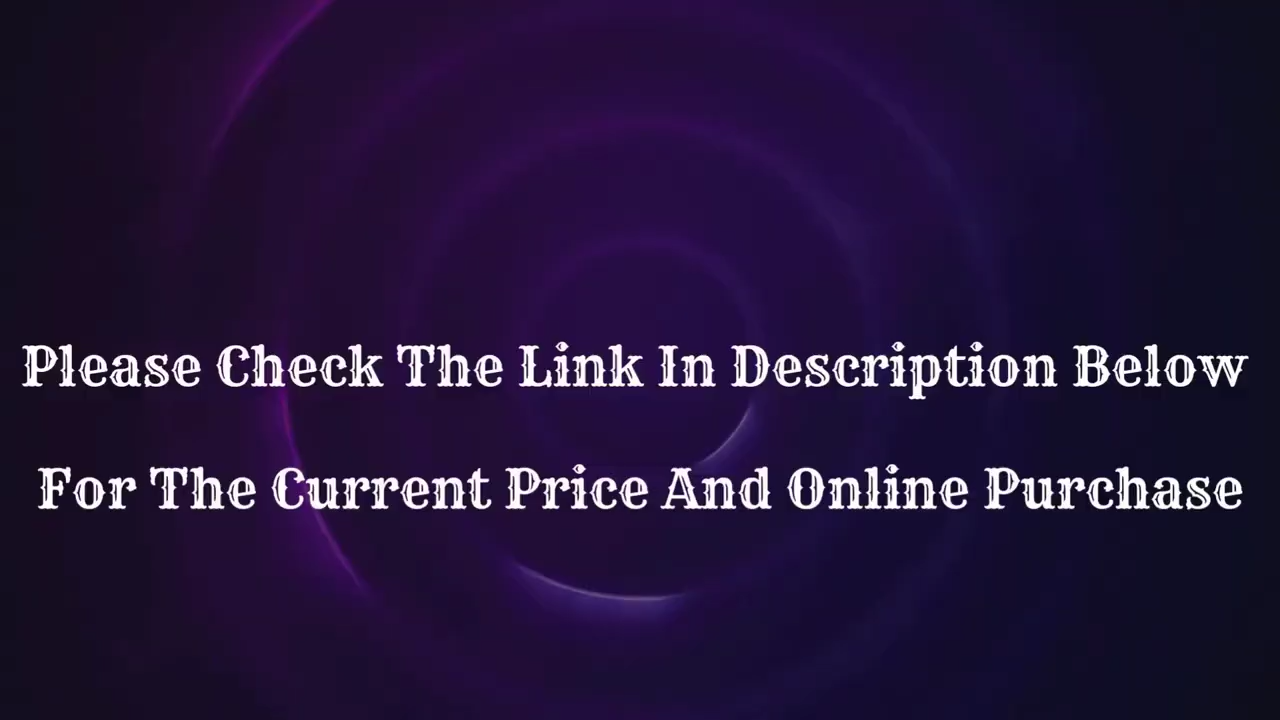 Please Check The Link In Description Below
For The Current Price And Online Purchase